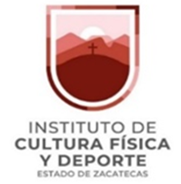 INSTITUTO DE
CULTURA FÍSICA
Y DEPORTE
ESTADO DE ZACATECAS